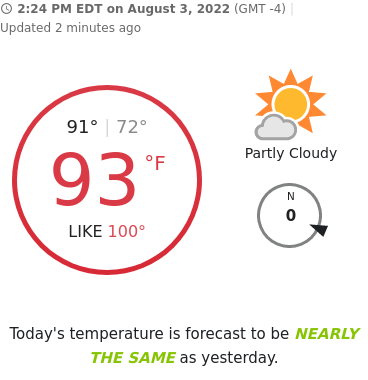 2:24 PM EDT on August 3, 2022 (GMT -4) |
Updated 2 minutes ago
91° | 72°
93 °F
LIKE 100°
Partly Cloudy
N
0
Today's temperature is forecast to be NEARLY
THE SAME as yesterday.